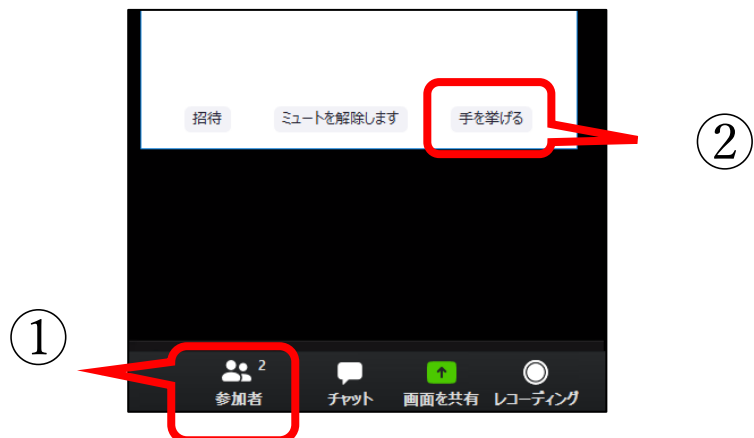 招待 ミュートを解除します 手を挙げる
②
①
2
参加者 チャット 画面を共有 レコーディング